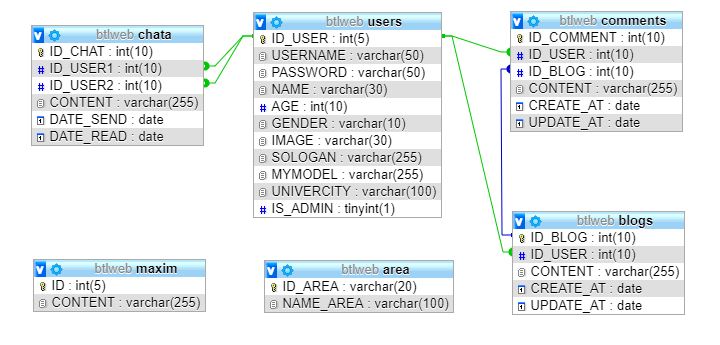 btlweb chata
ID_CHAT : int(10)
ID_USER1 : int(10)
ID_USER2 : int(10)
CONTENT : varchar(255)
DATE_SEND : date
DATE_READ : date
btlweb users
ID_USER : int(5)
USERNAME : varchar(50)
PASSWORD : varchar(50)
NAME : varchar(30)
AGE : int(10)
GENDER : varchar(10)
IMAGE : varchar(30)
SOLOGAN : varchar(255)
MYMODEL : varchar(255)
UNIVERCITY : varchar(100)
IS_ADMIN : tinyint(1)
btlweb comments
ID_COMMENT : int(10)
ID_USER : int(10)
ID_BLOG : int(10)
CONTENT : varchar(255)
CREATE_AT : date
UPDATE_AT : date
btlweb blogs
ID_BLOG : int(10)
ID_USER : int(10)
CONTENT : varchar(255)
CREATE_AT : date
UPDATE_AT : date
btlweb maxim
ID : int(5)
CONTENT : varchar(255)
btlweb area
ID_AREA : varchar(20)
NAME_AREA : varchar(100)